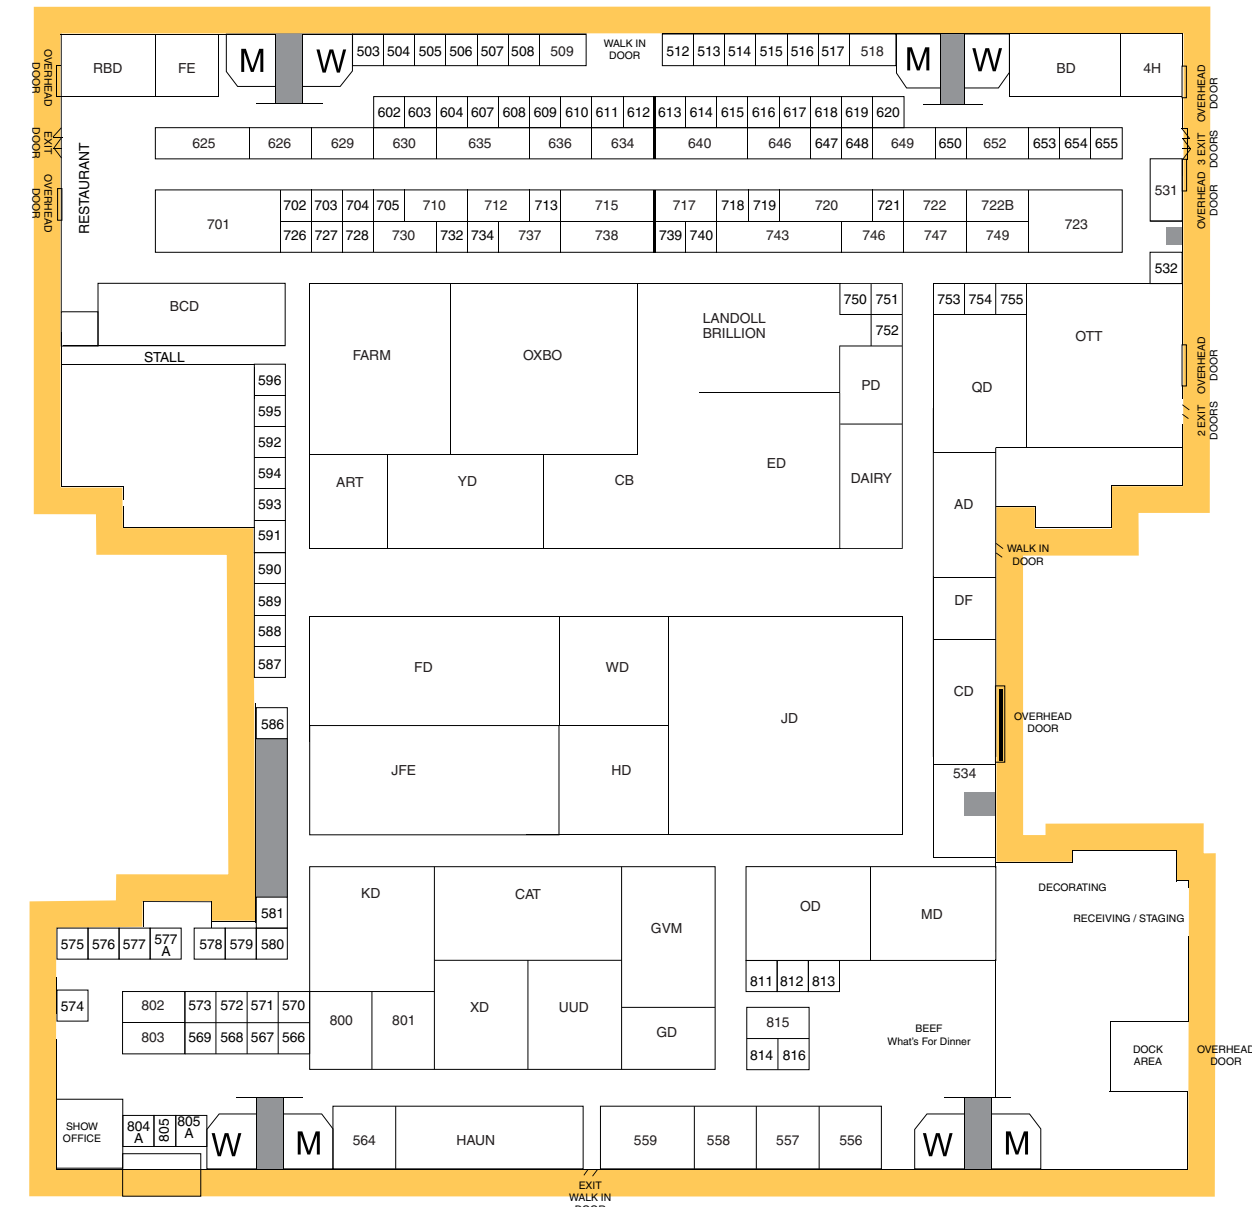 RBD
FE
M
W
503 504 505 506 507 508 509
WALK IN
DOOR
512 513 514 515 516 517 518
M
W
BD
4H
OVERHEAD
DOOR
OVERHEAD
DOOR
602 603 604 607 608 609 610 611 612 613 614 615 616 617 618 619 620
625 626 629 630 635 636 634 640 646 647 648 649 650 652 653 654 655
EXIT
DOOR
3 EXIT
DOORS
RESTAURANT
OVERHEAD
DOOR
531
OVERHEAD
DOOR
701
702 703 704 705 710 712 713 715 717 718 719 720 721 722 722B
723
726 727 728 730 732 734 737 738 739 740 743 746 747 749
532
BCD
STALL
FARM
OXBO
LANDOLL
BRILLION
750 751
752
753 754 755
OTT
OVERHEAD
DOOR
2 EXIT
DOORS
PD
QD
596
595
592
594
593
591
590
589
588
587
ART
YD
CB
ED
DAIRY
AD
WALK IN
DOOR
DF
FD
WD
JD
CD
OVERHEAD
DOOR
586
JFE
HD
534
KD
CAT
GVM
OD
MD
DECORATING
RECEIVING / STAGING
581
575 576 577 577
A
578 579 580
811 812 813
574
802 573 572 571 570
803 569 568 567 566
800
801
XD
UUD
GD
815
814 816
BEEF
What's For Dinner
DOCK
AREA
OVERHEAD
DOOR
SHOW
OFFICE
804
A
805
805
A
W
M
564
HAUN
559
558
557
556
W
M
EXIT
WALK IN
DOOR